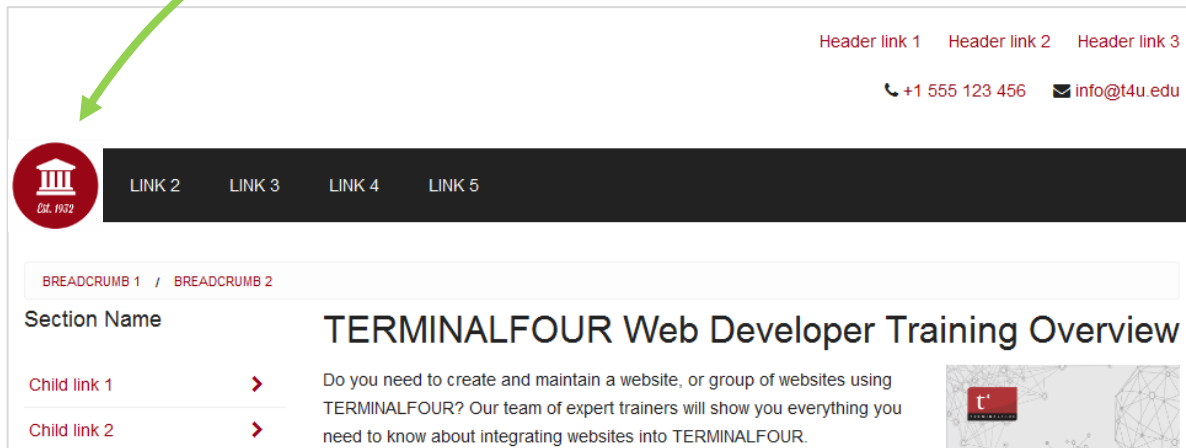 Header link 1 Header link 2 Header link 3
+1 555 123 456 info@t4u.edu
Est. 1932
LINK 2 LINK 3 LINK 4 LINK 5
BREADCRUMB 1 / BREADCRUMB 2
Section Name
Child link 1
Child link 2
TERMINALFOUR Web Developer Training Overview
Do you need to create and maintain a website, or group of websites using
TERMINALFOUR? Our team of expert trainers will show you everything you
need to know about integrating websites into TERMINALFOUR.
t'
TERMINALFOUR